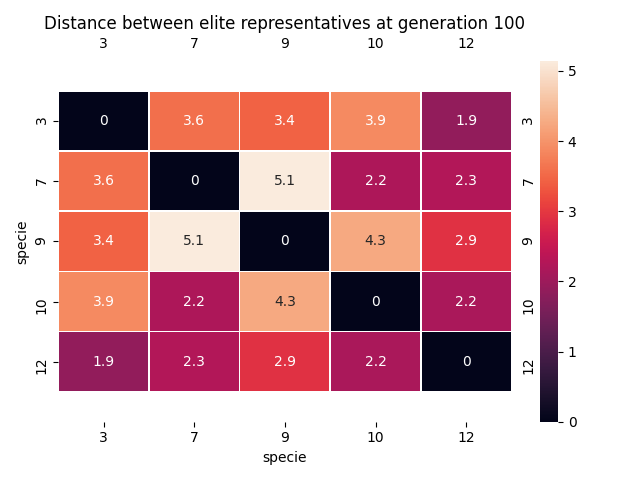 Distance between elite representatives at generation 100
3 7 9 10 12
3 0 3.6 3.4 3.9 1.9 3
7 3.6 0 5.1 2.2 2.3 7
9 3.4 5.1 0 4.3 2.9 9
10 3.9 2.2 4.3 0 2.2 10
12 1.9 2.3 2.9 2.2 0 12
specie
3 7 9 10 12
specie
5
4
3
2
1
0